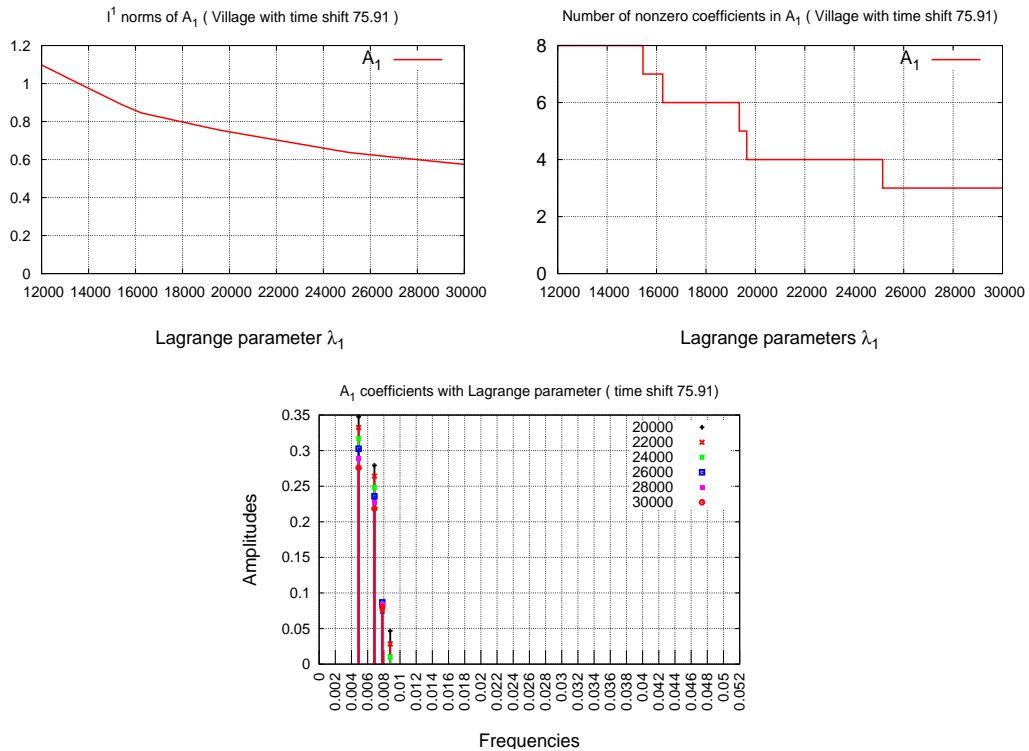 l¹ norms of A₁ ( Village with time shift 75.91 )
A₁
1.2
1
0.8
0.6
0.4
0.2
0
12000 14000 16000 18000 20000 22000 24000 26000 28000 30000
Lagrange parameter λ₁
Number of nonzero coefficients in A₁ ( Village with time shift 75.91)
A₁
8
6
4
2
0
12000 14000 16000 18000 20000 22000 24000 26000 28000 30000
Lagrange parameters λ₁
A₁ coefficients with Lagrange parameter ( time shift 75.91)
20000
22000
24000
26000
28000
30000
0.35
0.3
0.25
0.2
0.15
0.1
0.05
0
Amplitudes
0 0.002 0.004 0.006 0.008 0.01 0.012 0.014 0.016 0.018 0.02 0.022 0.024 0.026 0.028 0.03 0.032 0.034 0.036 0.038 0.04 0.042 0.044 0.046 0.048 0.05 0.052
Frequencies